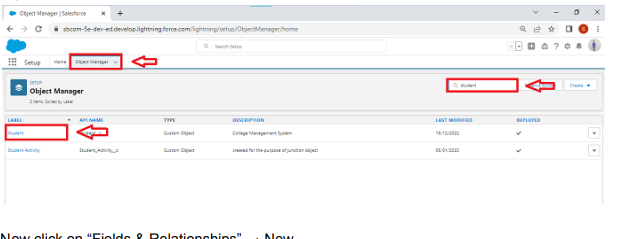 Object Manager | Salesforce
sbcom-5e-dev-ed.develop.lightning.force.com/lightning/setup/ObjectManager/home
Search Setup
Setup Home Object Manager
SETUP
Object Manager
2 Items. Sorted by Label
student
Create
LABEL API NAME TYPE DESCRIPTION LAST MODIFIED DEPLOYED
Student Custom Object College Management System 16/12/2022
Student Activity Student_Activity__c Custom Object created for the purpose of junction object 05/01/2023
Now click on “Fields & Relationships” → New